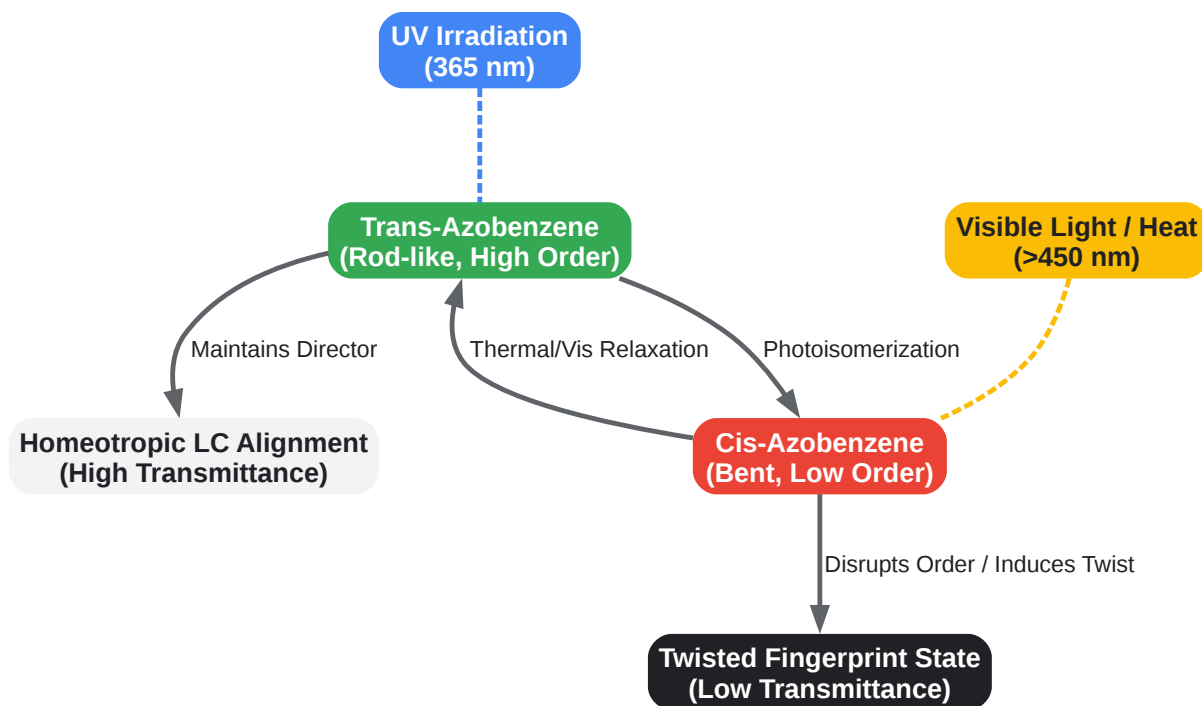 UV Irradiation
(365 nm)
Trans-Azobenzene
(Rod-like, High Order)
Visible Light / Heat
(>450 nm)
Maintains Director
Thermal/Vis Relaxation
Photoisomerization
Homeotropic LC Alignment
(High Transmittance)
Cis-Azobenzene
(Bent, Low Order)
Disrupts Order / Induces Twist
Twisted Fingerprint State
(Low Transmittance)